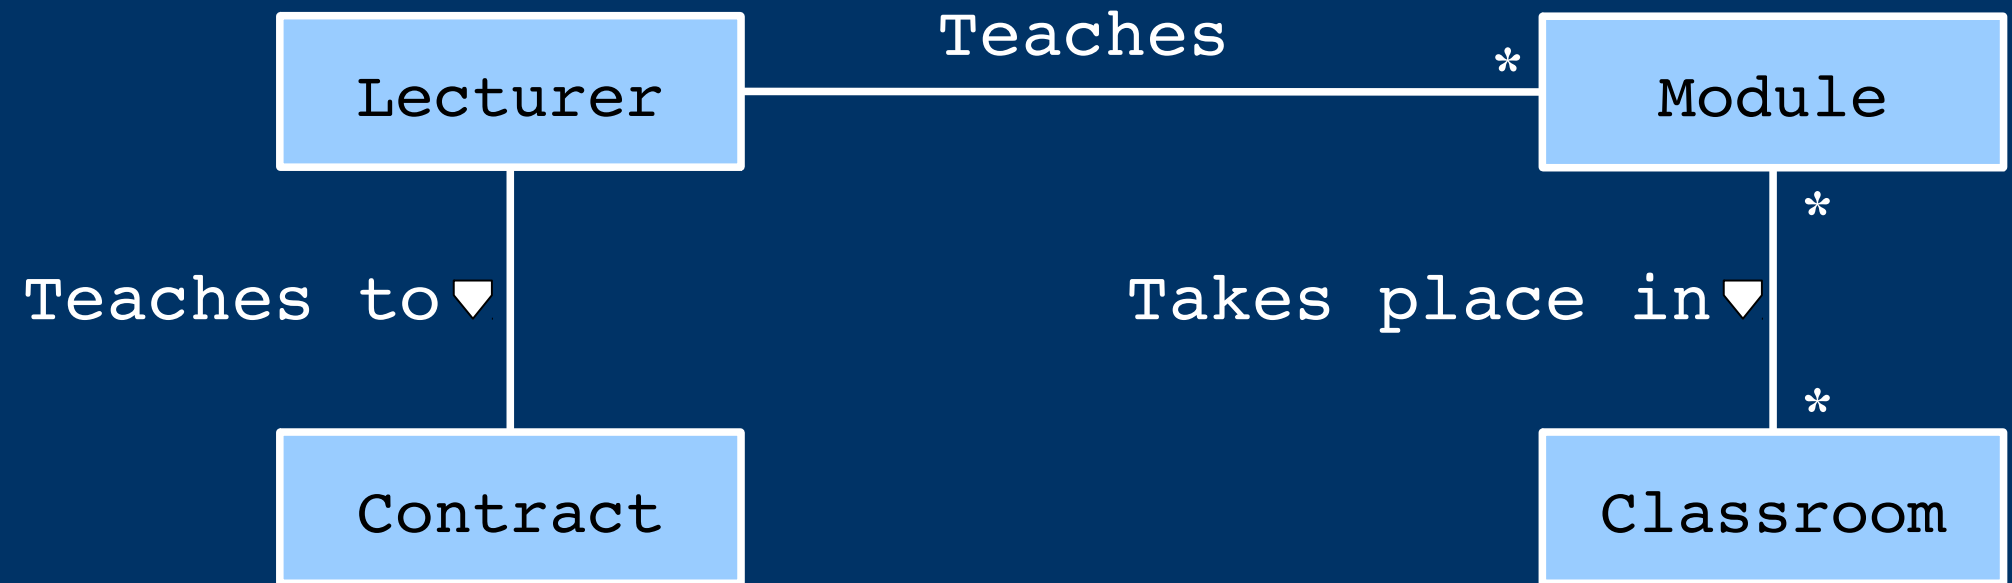 Teaches
*
Lecturer
Module
*
Teaches to
Takes place in
*
Contract
Classroom